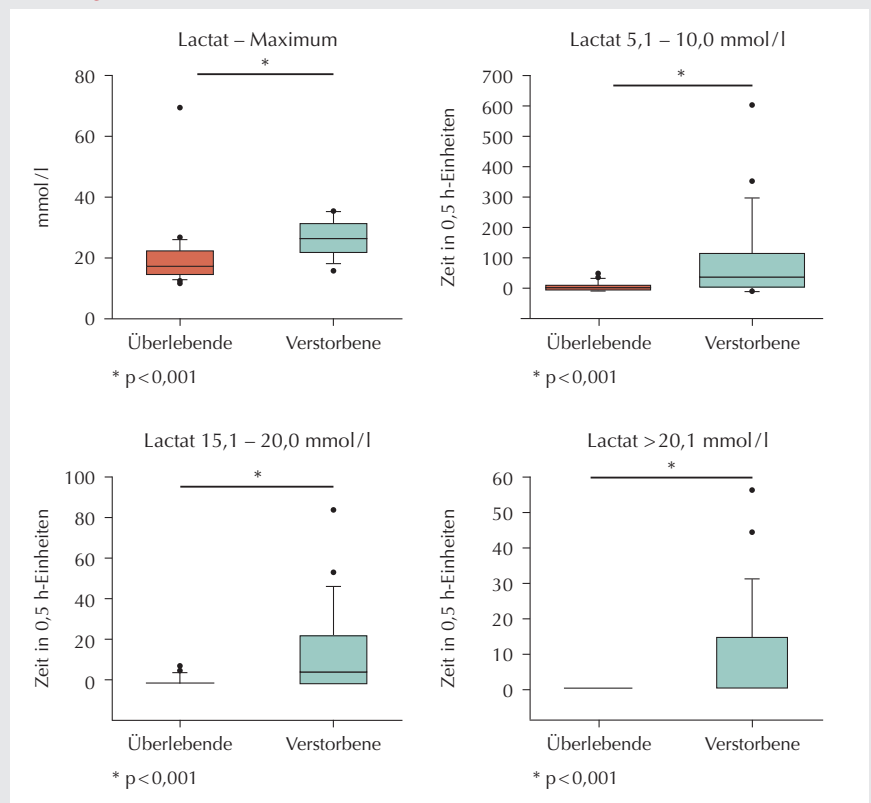 Lactat – Maximum
*
80
60
40
20
0
mmol/l
Überlebende Verstorbene
* p<0,001
Lactat 5,1 – 10,0 mmol/l
*
700
600
500
400
300
200
100
0
Zeit in 0,5 h-Einheiten
Überlebende Verstorbene
* p<0,001
Lactat 15,1 – 20,0 mmol/l
*
100
80
60
40
20
0
Zeit in 0,5 h-Einheiten
Überlebende Verstorbene
* p<0,001
Lactat >20,1 mmol/l
*
60
50
40
30
20
10
0
Zeit in 0,5 h-Einheiten
Überlebende Verstorbene
* p<0,001